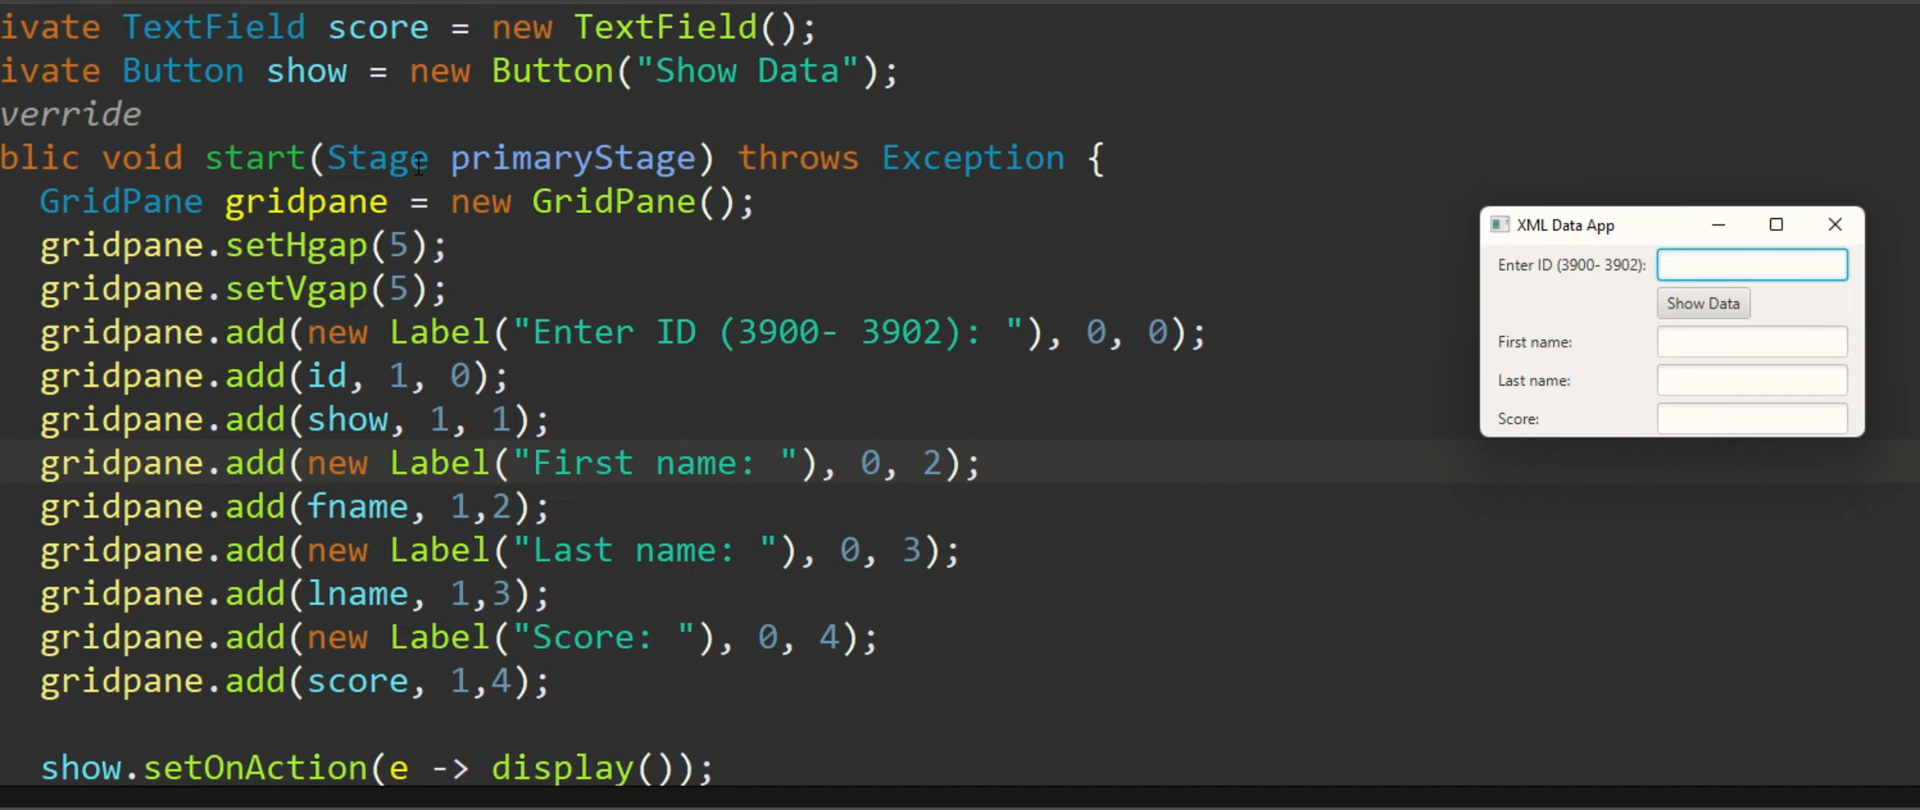 ivate TextField score = new TextField();
ivate Button show = new Button("Show Data");
verride
blic void start(Stage primaryStage) throws Exception {
GridPane gridpane = new GridPane();
gridpane.setHgap(5);
gridpane.setVgap(5);
gridpane.add(new Label("Enter ID (3900- 3902): "), 0, 0);
gridpane.add(id, 1, 0);
gridpane.add(show, 1, 1);
gridpane.add(new Label("First name: "), 0, 2);
gridpane.add(fname, 1,2);
gridpane.add(new Label("Last name: "), 0, 3);
gridpane.add(lname, 1,3);
gridpane.add(new Label("Score: "), 0, 4);
gridpane.add(score, 1,4);
show.setOnAction(e -> display());
XML Data App
Enter ID (3900- 3902):
Show Data
First name:
Last name:
Score: